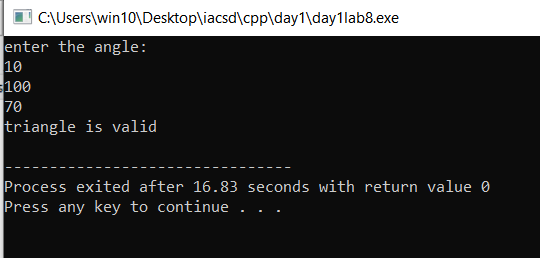 C:\Users\win10\Desktop\iacsd\cpp\day1\day1lab8.exe
enter the angle:
10
100
70
triangle is valid
--------------------------------
Process exited after 16.83 seconds with return value 0
Press any key to continue . . .